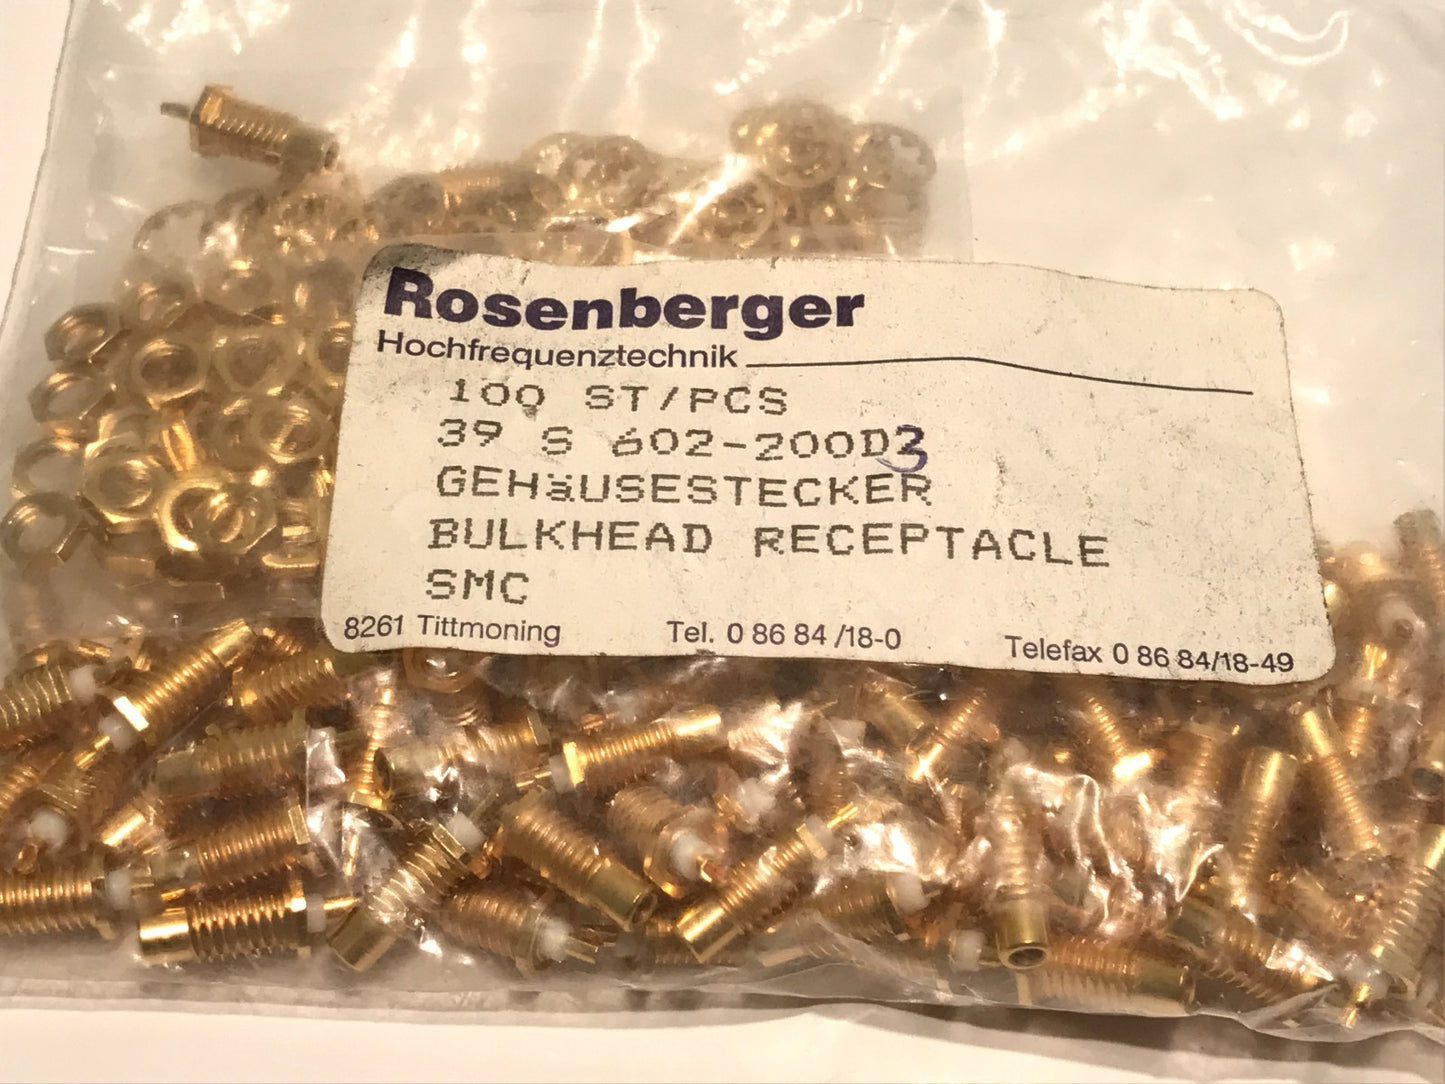 Rosenberger
Hochfrequenztechnik
100 ST/PCS
39 S 602-200D3
GEHäUSESTECKER
BULKHEAD RECEPTACLE
SMC
8261 Tittmoning Tel. 0 86 84 /18-0 Telefax 0 86 84/18-49